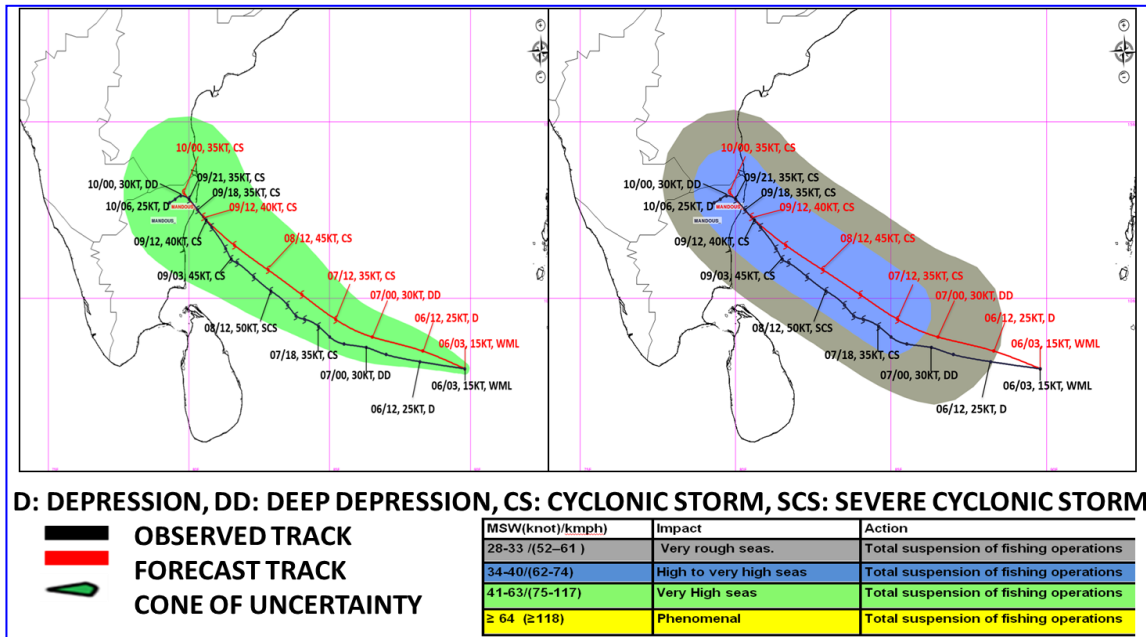 10/00, 35KT, CS
09/21, 35KT, CS
10/00, 30KT, DD
09/18, 35KT, CS
10/06, 25KT, D
MANDOUS
09/12, 40KT, CS
MANDOUS
09/12, 40KT, CS
08/12, 45KT, CS
09/03, 45KT, CS
07/12, 35KT, CS
07/00, 30KT, DD
08/12, 50KT, SCS
06/12, 25KT, D
06/03, 15KT, WML
07/18, 35KT, CS
07/00, 30KT, DD
06/03, 15KT, WML
06/12, 25KT, D
10/00, 35KT, CS
09/21, 35KT, CS
10/00, 30KT, DD
09/18, 35KT, CS
10/06, 25KT, D
MANDOUS
09/12, 40KT, CS
MANDOUS
09/12, 40KT, CS
08/12, 45KT, CS
09/03, 45KT, CS
07/12, 35KT, CS
07/00, 30KT, DD
08/12, 50KT, SCS
06/12, 25KT, D
06/03, 15KT, WML
07/18, 35KT, CS
07/00, 30KT, DD
06/03, 15KT, WML
06/12, 25KT, D
D: DEPRESSION, DD: DEEP DEPRESSION, CS: CYCLONIC STORM, SCS: SEVERE CYCLONIC STORM
OBSERVED TRACK
FORECAST TRACK
CONE OF UNCERTAINTY
MSW(knot)/kmph) Impact Action
28-33 /(52–61 ) Very rough seas. Total suspension of fishing operations
34-40/(62-74) High to very high seas Total suspension of fishing operations
41-63/(75-117) Very High seas Total suspension of fishing operations
≥ 64 (≥118) Phenomenal Total suspension of fishing operations